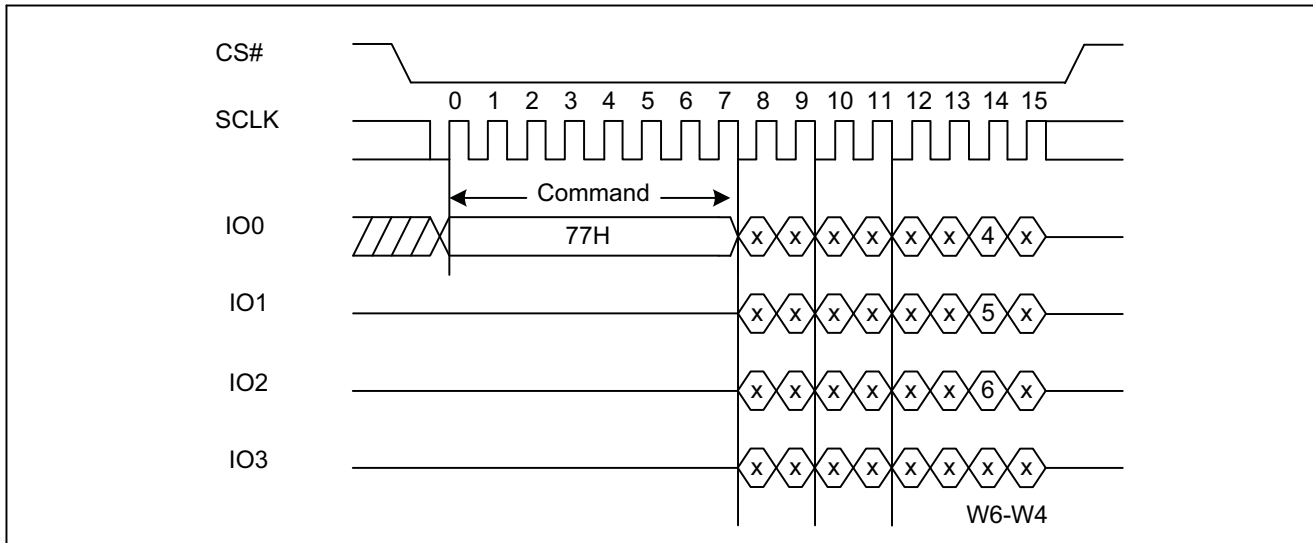 CS#
0 1 2 3 4 5 6 7 8 9 10 11 12 13 14 15
SCLK
Command
IO0 77H x x x x x x 4 x
IO1 x x x x x x 5 x
IO2 x x x x x x 6 x
IO3 x x x x x x x x
W6-W4